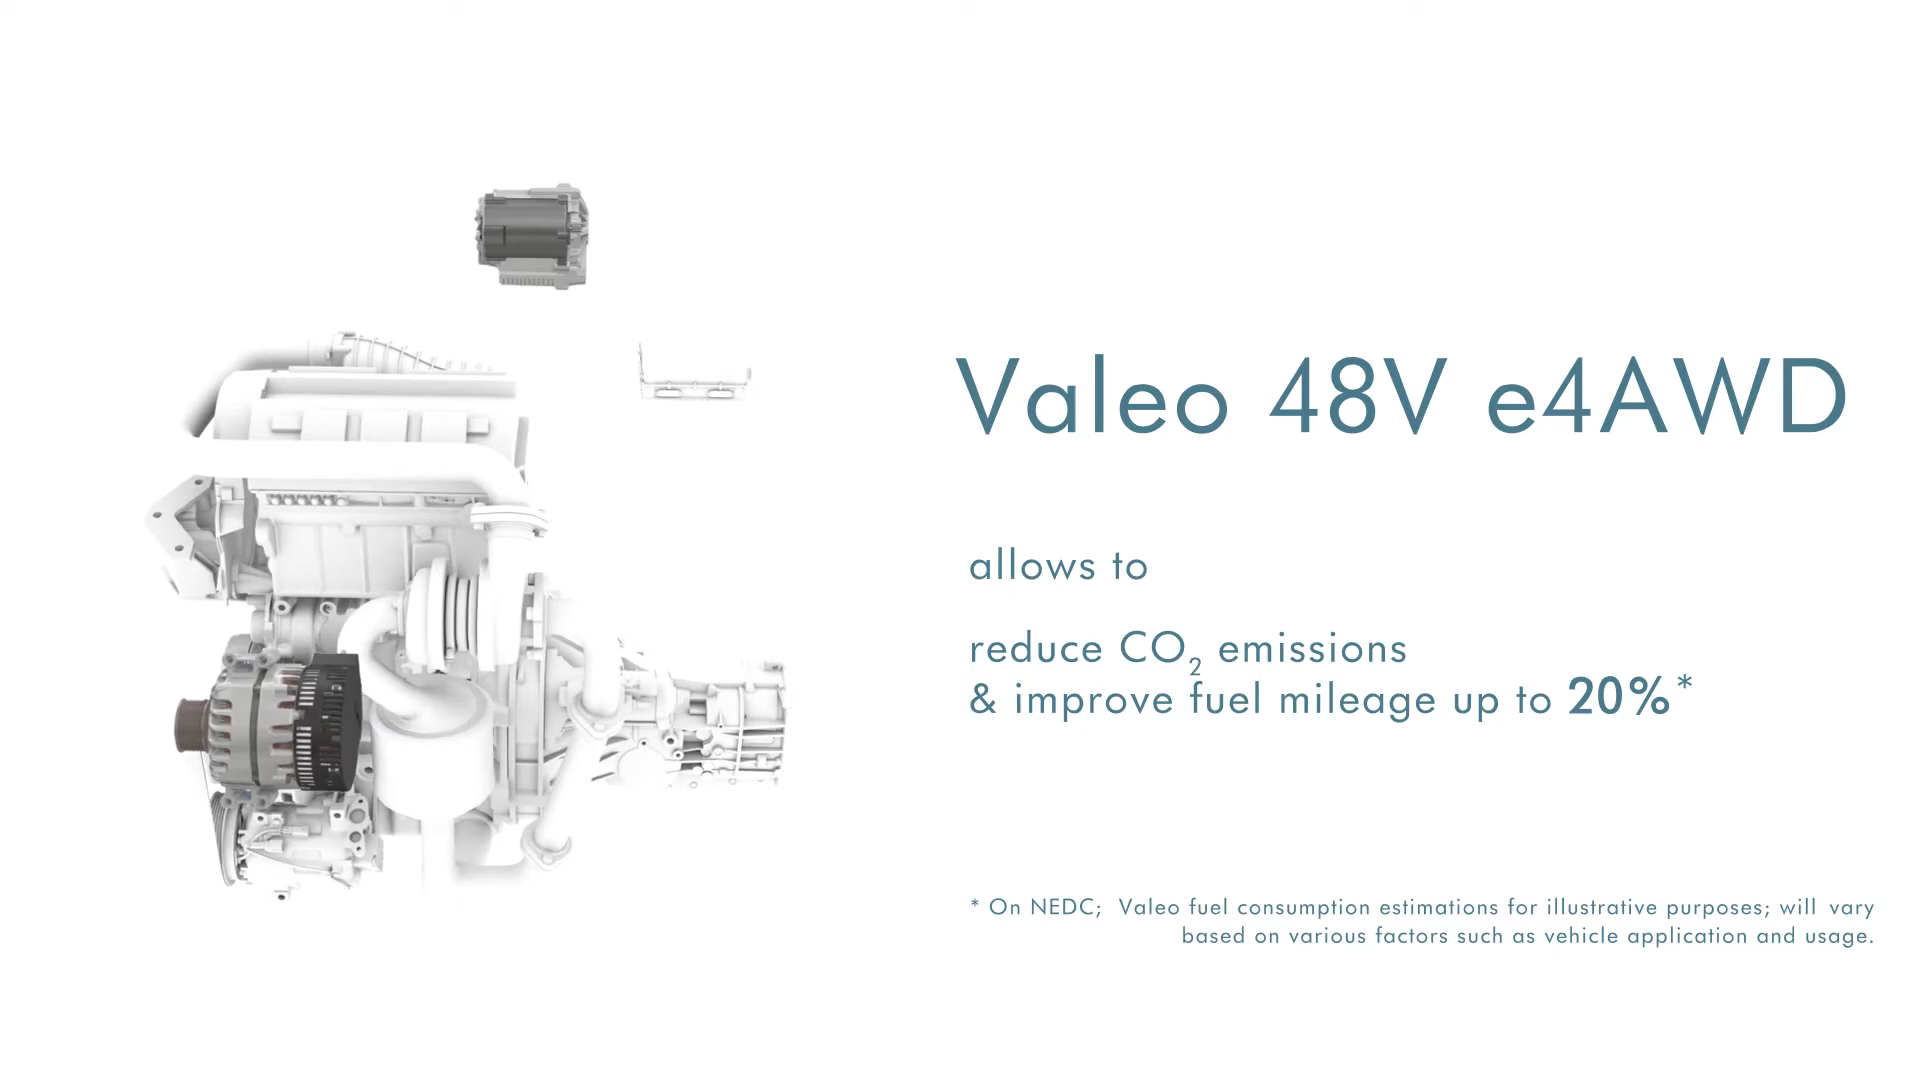 Valeo 48V e4AWD
allows to
reduce CO₂ emissions
& improve fuel mileage up to 20%*
* On NEDC; Valeo fuel consumption estimations for illustrative purposes; will vary
based on various factors such as vehicle application and usage.